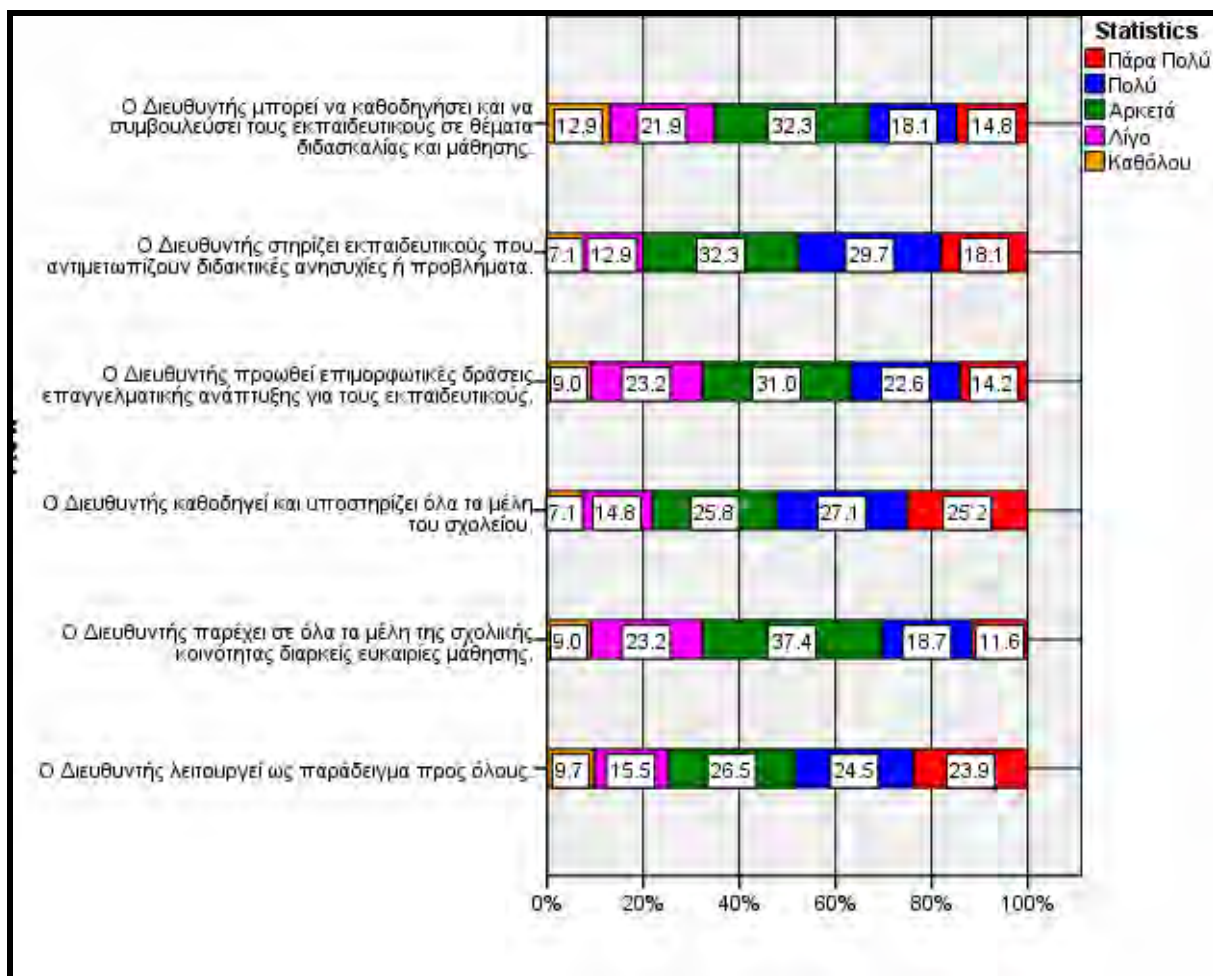 Statistics
Πάρα Πολύ
Πολύ
Αρκετά
Λίγο
Καθόλου
Ο Διευθυντής μπορεί να καθοδηγήσει και να
συμβουλεύσει τους εκπαιδευτικούς σε θέματα
διδασκαλίας και μάθησης.
12.9 21.9 32.3 18.1 14.8
Ο Διευθυντής στηρίζει εκπαιδευτικούς που
αντιμετωπίζουν διδακτικές ανησυχίες ή προβλήματα.
7.1 12.9 32.3 29.7 18.1
Ο Διευθυντής προωθεί επιμορφωτικές δράσεις
επαγγελματικής ανάπτυξης για τους εκπαιδευτικούς.
9.0 23.2 31.0 22.6 14.2
Ο Διευθυντής καθοδηγεί και υποστηρίζει όλα τα μέλη
του σχολείου.
7.1 14.8 25.8 27.1 25.2
Ο Διευθυντής παρέχει σε όλα τα μέλη της σχολικής
κοινότητας διαρκείς ευκαιρίες μάθησης.
9.0 23.2 37.4 18.7 11.6
Ο Διευθυντής λειτουργεί ως παράδειγμα προς όλους.
9.7 15.5 26.5 24.5 23.9
0% 20% 40% 60% 80% 100%